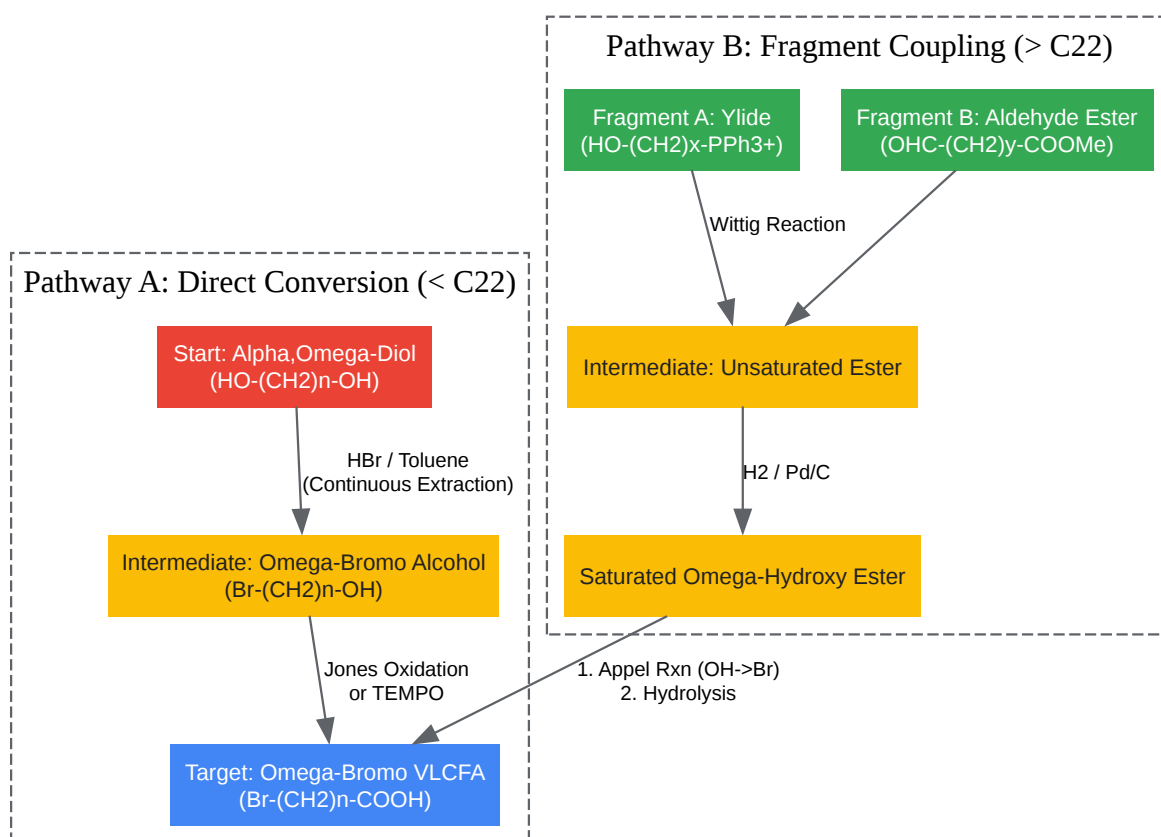 Pathway B: Fragment Coupling (> C22)
Fragment A: Ylide
(HO-(CH2)x-PPh3+)
Fragment B: Aldehyde Ester
(OHC-(CH2)y-COOMe)
Wittig Reaction
Pathway A: Direct Conversion (< C22)
Start: Alpha,Omega-Diol
(HO-(CH2)n-OH)
Intermediate: Unsaturated Ester
HBr / Toluene
(Continuous Extraction)
H2 / Pd/C
Intermediate: Omega-Bromo Alcohol
(Br-(CH2)n-OH)
Saturated Omega-Hydroxy Ester
Jones Oxidation
or TEMPO
1. Appel Rxn (OH->Br)
2. Hydrolysis
Target: Omega-Bromo VLCFA
(Br-(CH2)n-COOH)